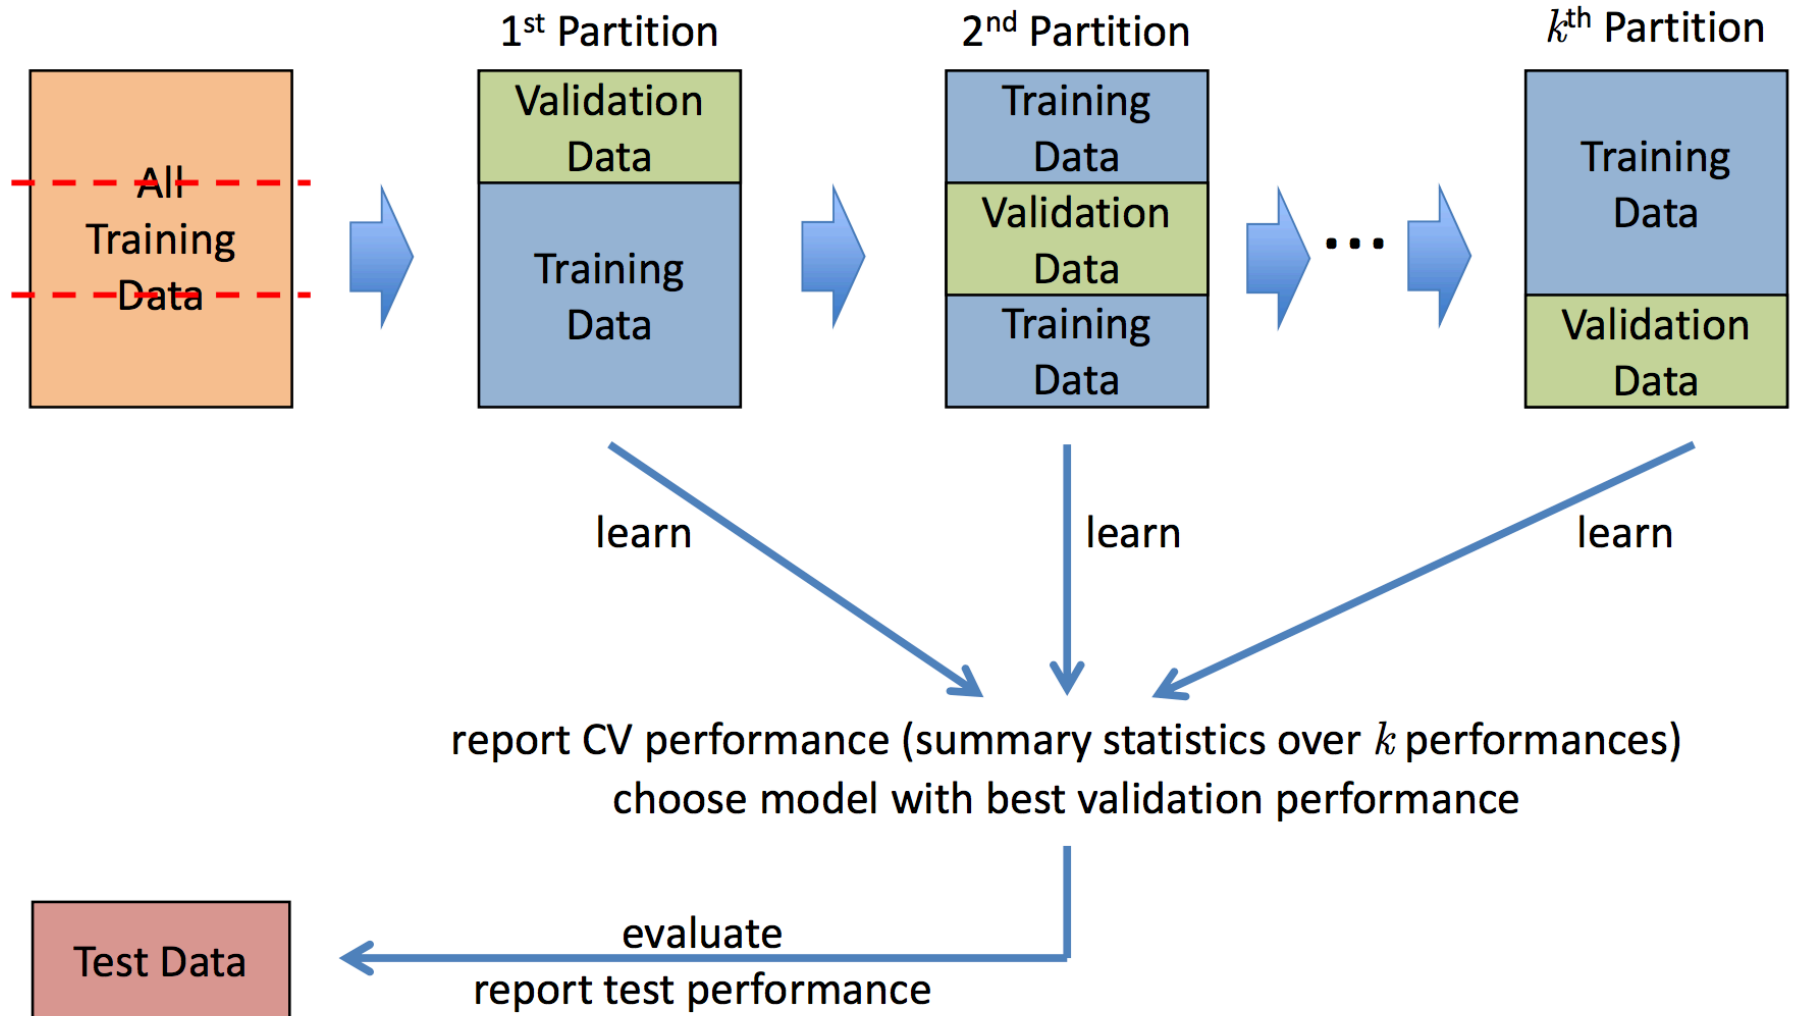 1st Partition
2nd Partition
kth Partition
All
Training
Data
Validation
Data
Training
Data
Training
Data
Validation
Data
Training
Data
...
Training
Data
Validation
Data
learn
learn
learn
report CV performance (summary statistics over k performances)
choose model with best validation performance
Test Data
evaluate
report test performance